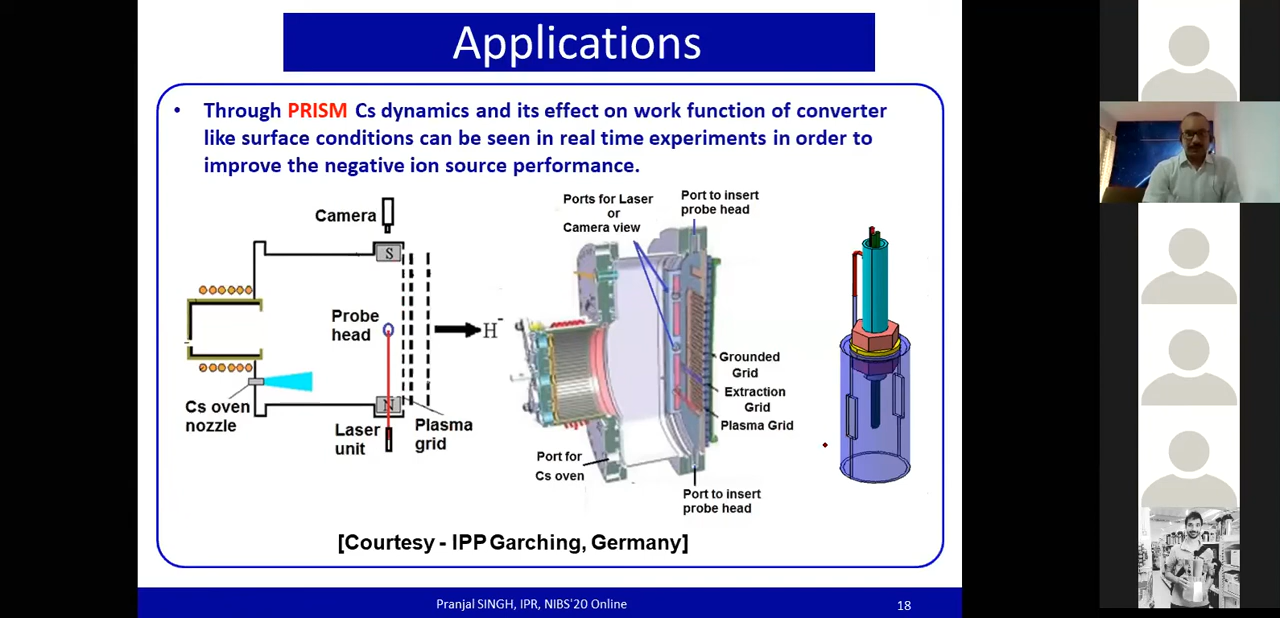 Applications
• Through PRISM Cs dynamics and its effect on work function of converter
like surface conditions can be seen in real time experiments in order to
improve the negative ion source performance.
Camera
S
Probe
head
H-
Cs oven
nozzle
N
Laser
unit
Plasma
grid
Ports for Laser
or
Camera view
Port to insert
probe head
Grounded
Grid
Extraction
Grid
Plasma Grid
Port for
Cs oven
Port to insert
probe head
[Courtesy - IPP Garching, Germany]
Pranjal SINGH, IPR, NIBS'20 Online
18